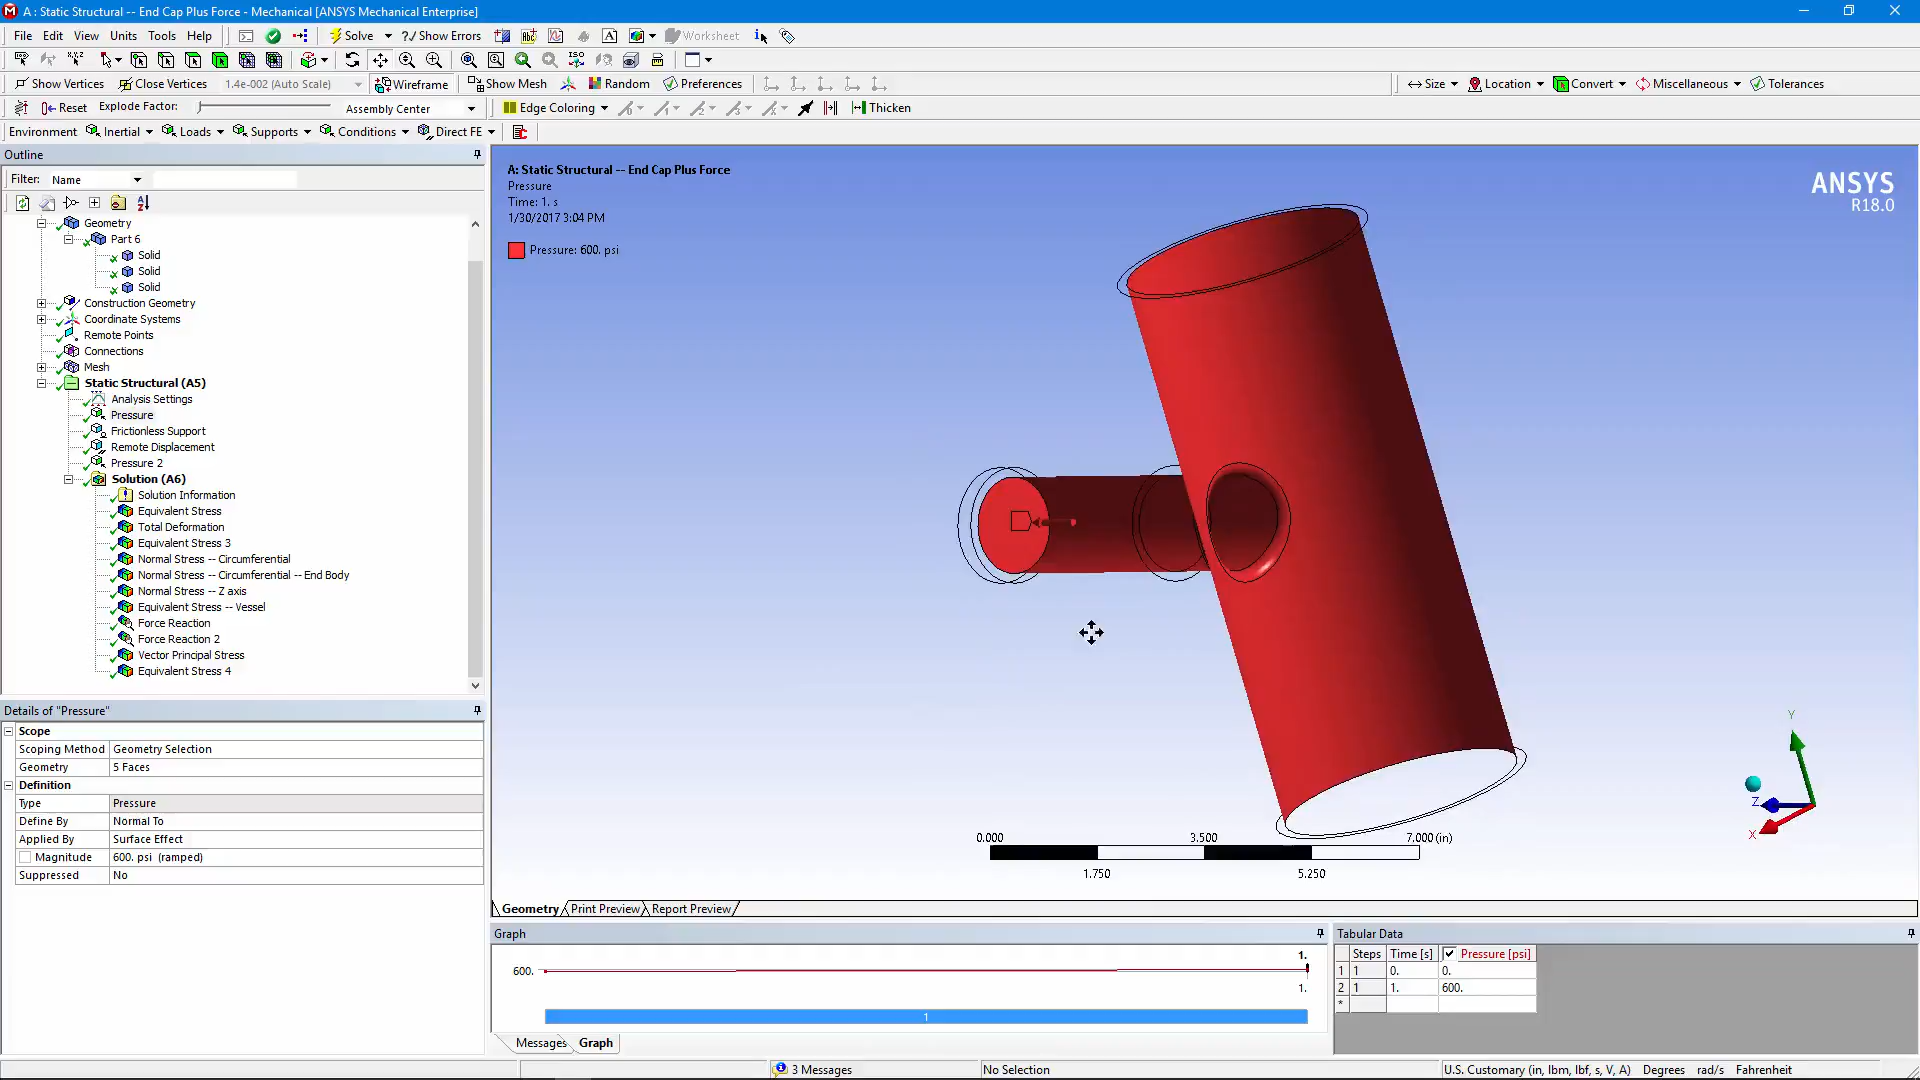 A : Static Structural -- End Cap Plus Force - Mechanical [ANSYS Mechanical Enterprise]
File Edit View Units Tools Help Solve ?/ Show Errors Worksheet
Show Vertices Close Vertices 1.4e-002 (Auto Scale) Wireframe Show Mesh Random Preferences Size Location Convert Miscellaneous Tolerances
Reset Explode Factor: Assembly Center Edge Coloring Thicken
Environment Inertial Loads Supports Conditions Direct FE
Outline
Filter: Name
Geometry
Part 6
Solid
Solid
Solid
Construction Geometry
Coordinate Systems
Remote Points
Connections
Mesh
Static Structural (A5)
Analysis Settings
Pressure
Frictionless Support
Remote Displacement
Pressure 2
Solution (A6)
Solution Information
Equivalent Stress
Total Deformation
Equivalent Stress 3
Normal Stress -- Circumferential
Normal Stress -- Circumferential -- End Body
Normal Stress -- Z axis
Equivalent Stress -- Vessel
Force Reaction
Force Reaction 2
Vector Principal Stress
Equivalent Stress 4
Details of "Pressure"
Scope
Scoping Method Geometry Selection
Geometry 5 Faces
Definition
Type Pressure
Define By Normal To
Applied By Surface Effect
Magnitude 600. psi (ramped)
Suppressed No
A: Static Structural -- End Cap Plus Force
Pressure
Time: 1. s
1/30/2017 3:04 PM
Pressure: 600. psi
ANSYS
R18.0
Y
Z
X
0.000 3.500 7.000 (in)
1.750 5.250
Geometry Print Preview Report Preview
Graph
1.
600.
1.
1
Messages Graph
Tabular Data
Steps Time [s] Pressure [psi]
1 1 0. 0.
2 1 1. 600.
*
3 Messages No Selection U.S. Customary (in, lbm, lbf, s, V, A) Degrees rad/s Fahrenheit